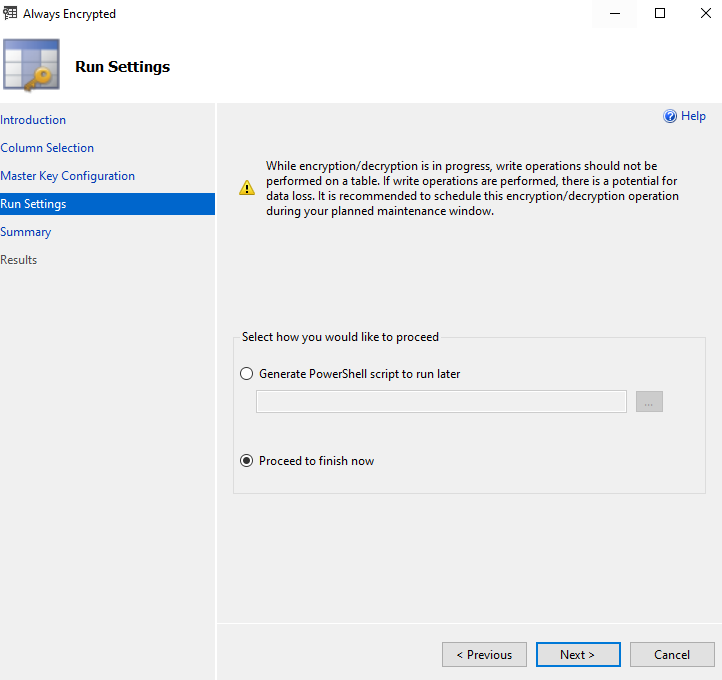 Always Encrypted
Run Settings
Introduction
Column Selection
Master Key Configuration
Run Settings
Summary
Results
Help
While encryption/decryption is in progress, write operations should not be
performed on a table. If write operations are performed, there is a potential for
data loss. It is recommended to schedule this encryption/decryption operation
during your planned maintenance window.
Select how you would like to proceed
Generate PowerShell script to run later
...
Proceed to finish now
< Previous
Next >
Cancel